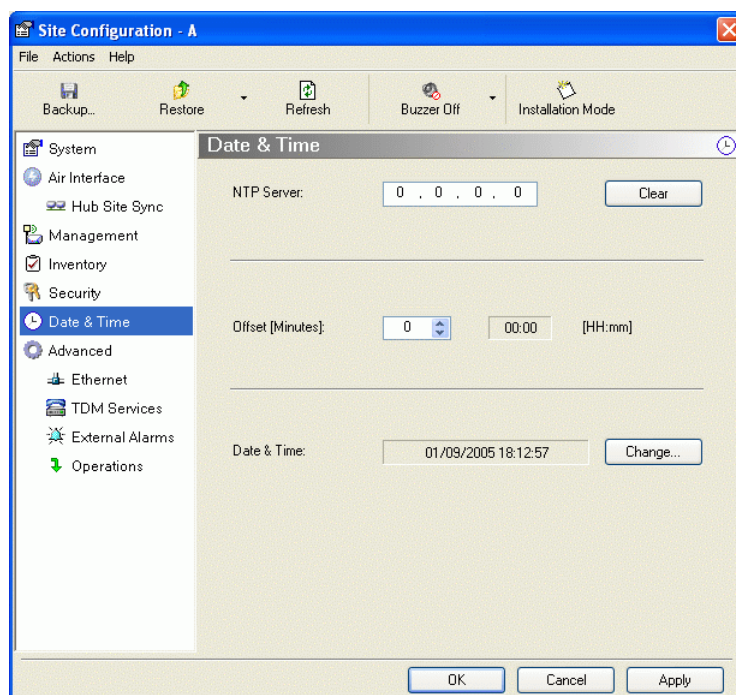 Site Configuration - A
File Actions Help
Backup... Restore Refresh Buzzer Off Installation Mode
System
Air Interface
Hub Site Sync
Management
Inventory
Security
Date & Time
Advanced
Ethernet
TDM Services
External Alarms
Operations
Date & Time
NTP Server: 0 . 0 . 0 . 0 Clear
Offset [Minutes]: 0 00:00 [HH:mm]
Date & Time: 01/09/2005 18:12:57 Change...
OK Cancel Apply